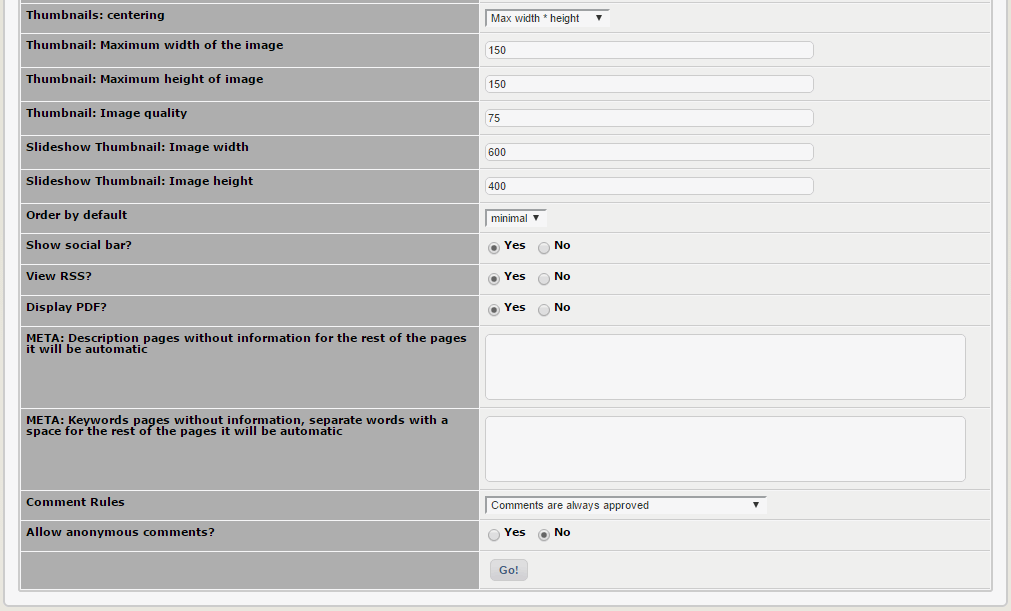 Thumbnails: centering
Max width * height
Thumbnail: Maximum width of the image
150
Thumbnail: Maximum height of image
150
Thumbnail: Image quality
75
Slideshow Thumbnail: Image width
600
Slideshow Thumbnail: Image height
400
Order by default
minimal
Show social bar?
Yes No
View RSS?
Yes No
Display PDF?
Yes No
META: Description pages without information for the rest of the pages
it will be automatic
META: Keywords pages without information, separate words with a
space for the rest of the pages it will be automatic
Comment Rules
Comments are always approved
Allow anonymous comments?
Yes No
Go!